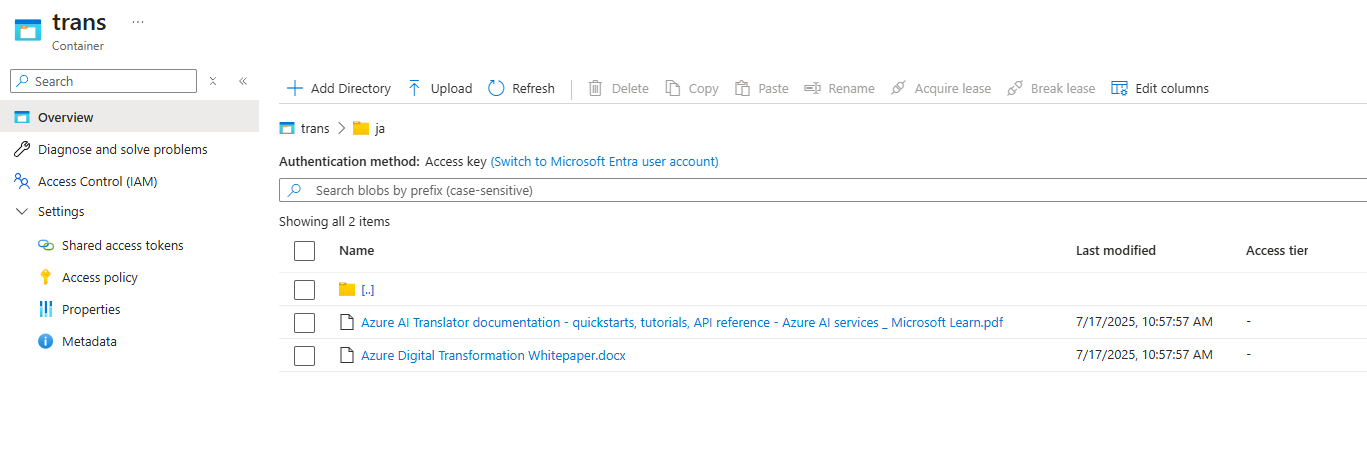 trans ...
Container
Search
Overview
Diagnose and solve problems
Access Control (IAM)
Settings
Shared access tokens
Access policy
Properties
Metadata
Add Directory Upload Refresh Delete Copy Paste Rename Acquire lease Break lease Edit columns
trans > ja
Authentication method: Access key (Switch to Microsoft Entra user account)
Search blobs by prefix (case-sensitive)
Showing all 2 items
Name Last modified Access tier
[..]
Azure AI Translator documentation - quickstarts, tutorials, API reference - Azure AI services _ Microsoft Learn.pdf 7/17/2025, 10:57:57 AM -
Azure Digital Transformation Whitepaper.docx 7/17/2025, 10:57:57 AM -